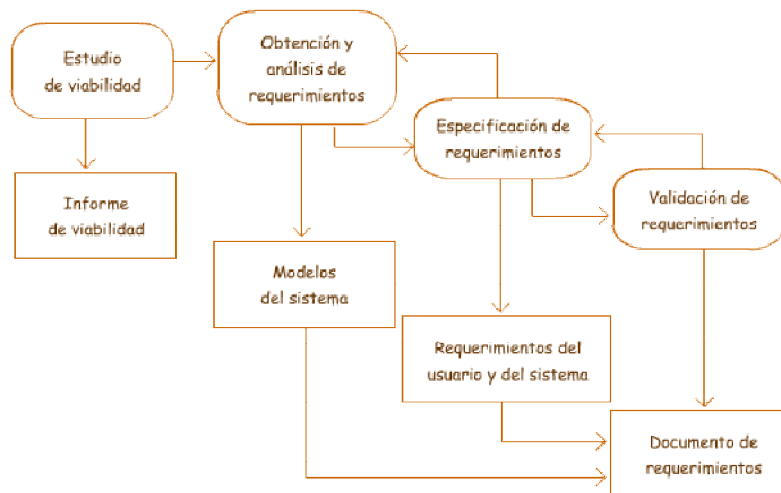 Estudio
de viabilidad
Obtención y
análisis de
requerimientos
Especificación de
requerimientos
Validación de
requerimientos
Informe
de viabilidad
Modelos
del sistema
Requerimientos del
usuario y del sistema
Documento de
requerimientos